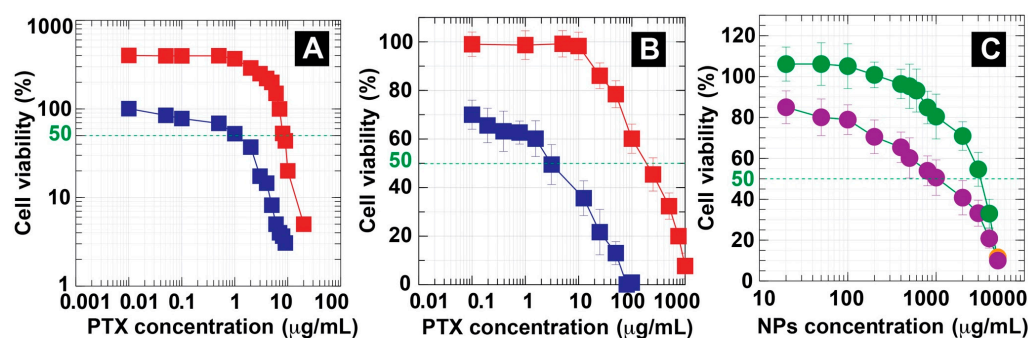 A
Cell viability (%)
1000
100
50
10
1
0.001 0.01 0.1 1 10 100
PTX concentration (μg/mL)
B
Cell viability (%)
100
80
60
50
40
20
0
0.01 0.1 1 10 100 1000
PTX concentration (μg/mL)
C
Cell viability (%)
120
100
80
60
50
40
20
0
10 100 1000 10000
NPs concentration (μg/mL)